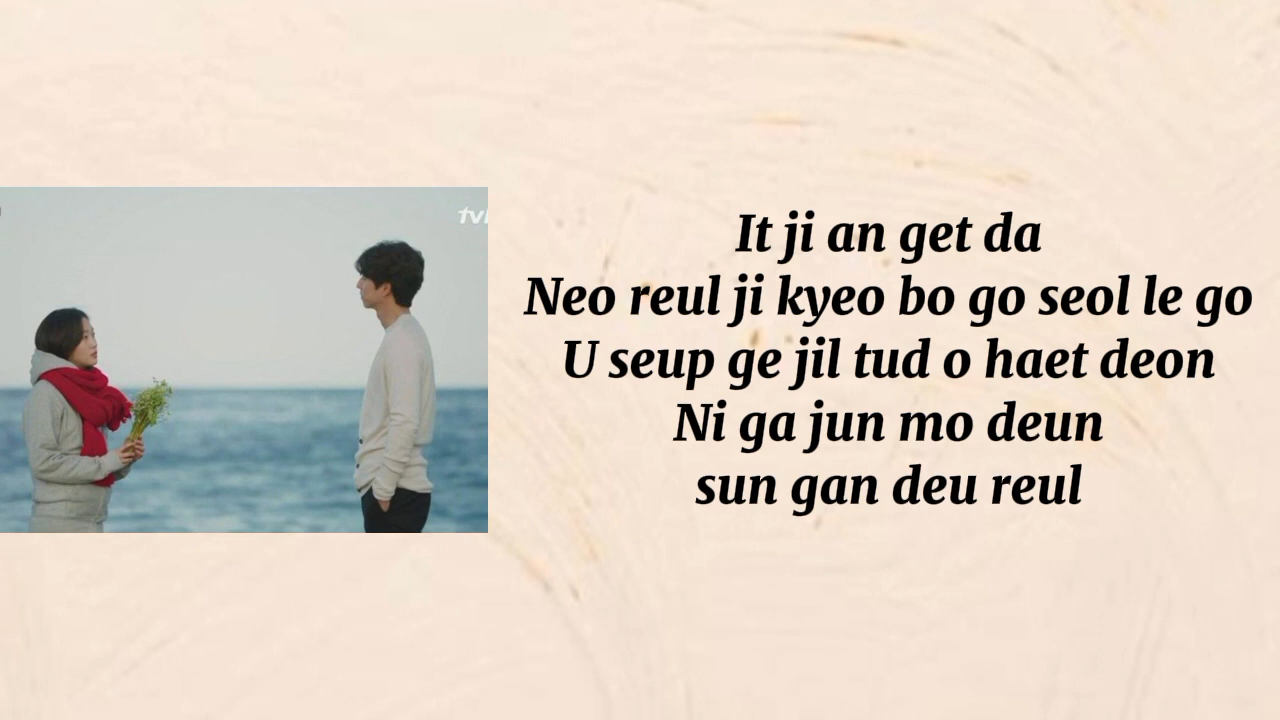 tvN
It ji an get da
Neo reul ji kyeo bo go seol le go
U seup ge jil tud o haet deon
Ni ga jun mo deun
sun gan deu reul